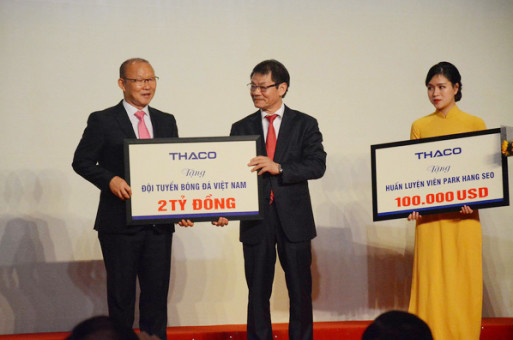 THACO
Tặng
ĐỘI TUYỂN BÓNG ĐÁ VIỆT NAM
2 TỶ ĐỒNG
THACO
Tặng
HUẤN LUYỆN VIÊN PARK HANG SEO
100.000 USD